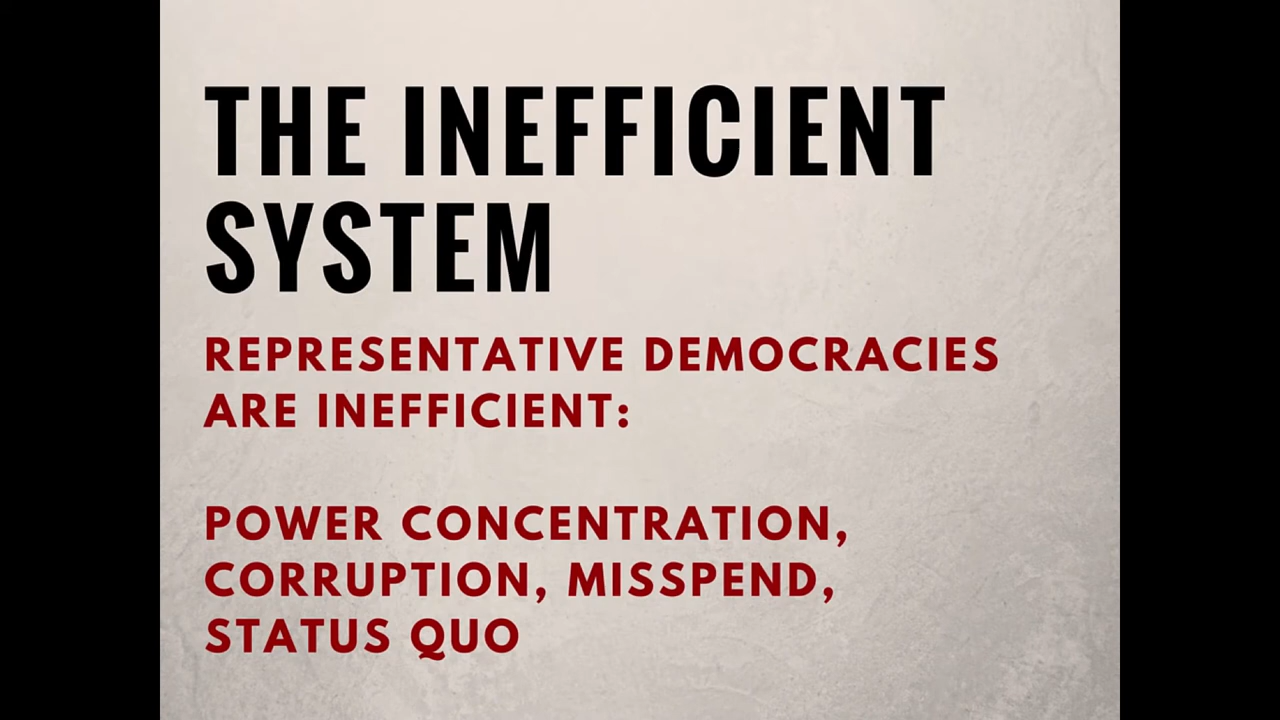 THE INEFFICIENT
SYSTEM
REPRESENTATIVE DEMOCRACIES
ARE INEFFICIENT:
POWER CONCENTRATION,
CORRUPTION, MISSPEND,
STATUS QUO